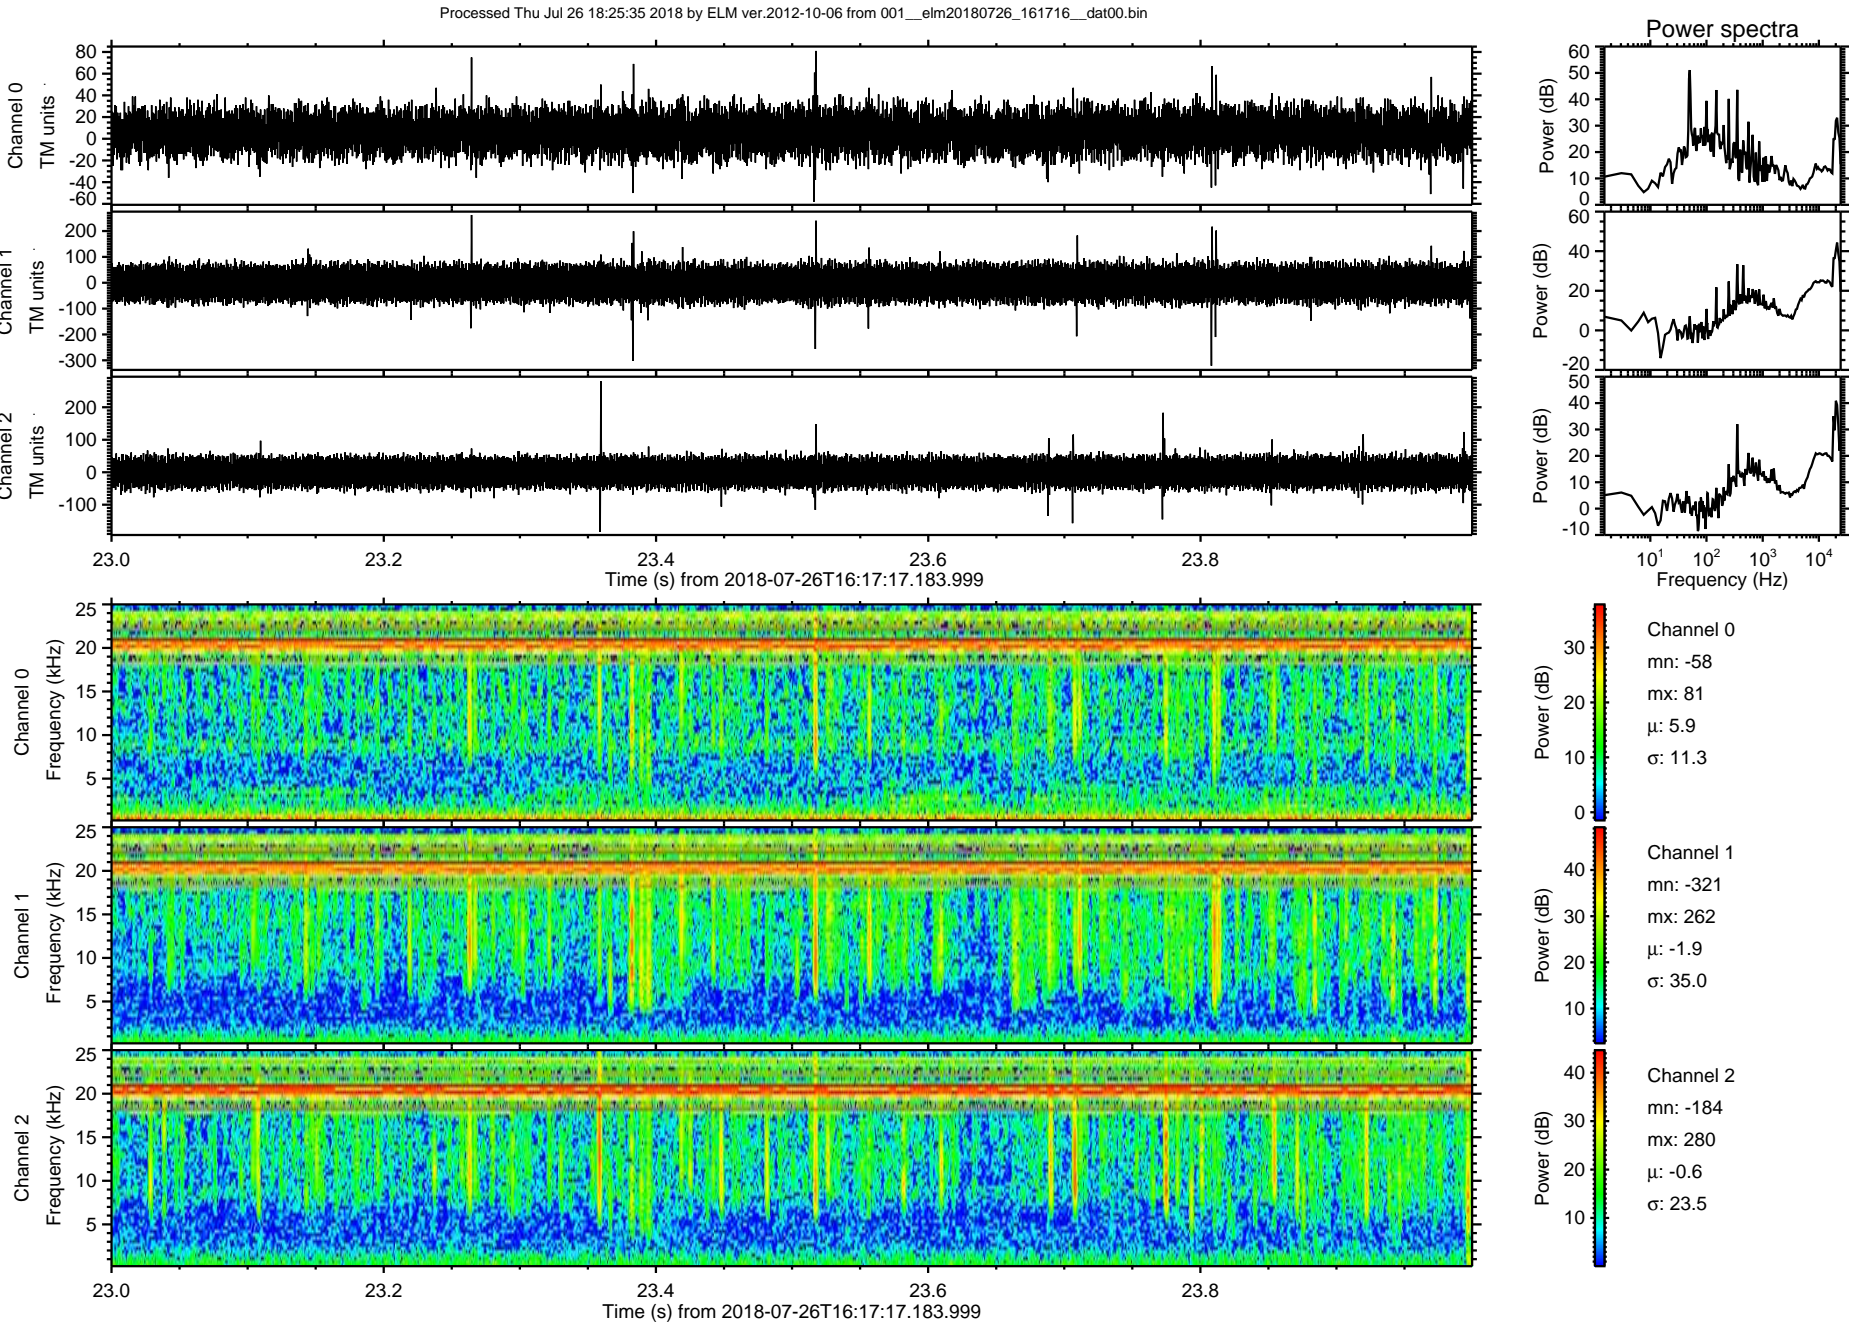 Processed Thu Jul 26 18:25:35 2018 by ELM ver.2012-10-06 from 001__elm20180726_161716__dat00.bin
Power spectra
Channel 0
TM units
80
60
40
20
0
-20
-40
-60
Power (dB)
60
50
40
30
20
10
0
Channel 1
TM units
200
100
0
-100
-200
-300
Power (dB)
60
40
20
0
-20
Channel 2
TM units
200
100
0
-100
Power (dB)
50
40
30
20
10
0
-10
23.0 23.2 23.4 23.6 23.8
Time (s) from 2018-07-26T16:17:17.183.999
10¹ 10² 10³ 10⁴
Frequency (Hz)
Channel 0
Frequency (kHz)
25
20
15
10
5
Power (dB)
30
20
10
0
Channel 0
mn: -58
mx: 81
μ: 5.9
σ: 11.3
Channel 1
Frequency (kHz)
25
20
15
10
5
Power (dB)
40
30
20
10
Channel 1
mn: -321
mx: 262
μ: -1.9
σ: 35.0
Channel 2
Frequency (kHz)
25
20
15
10
5
Power (dB)
40
30
20
10
Channel 2
mn: -184
mx: 280
μ: -0.6
σ: 23.5
23.0 23.2 23.4 23.6 23.8
Time (s) from 2018-07-26T16:17:17.183.999